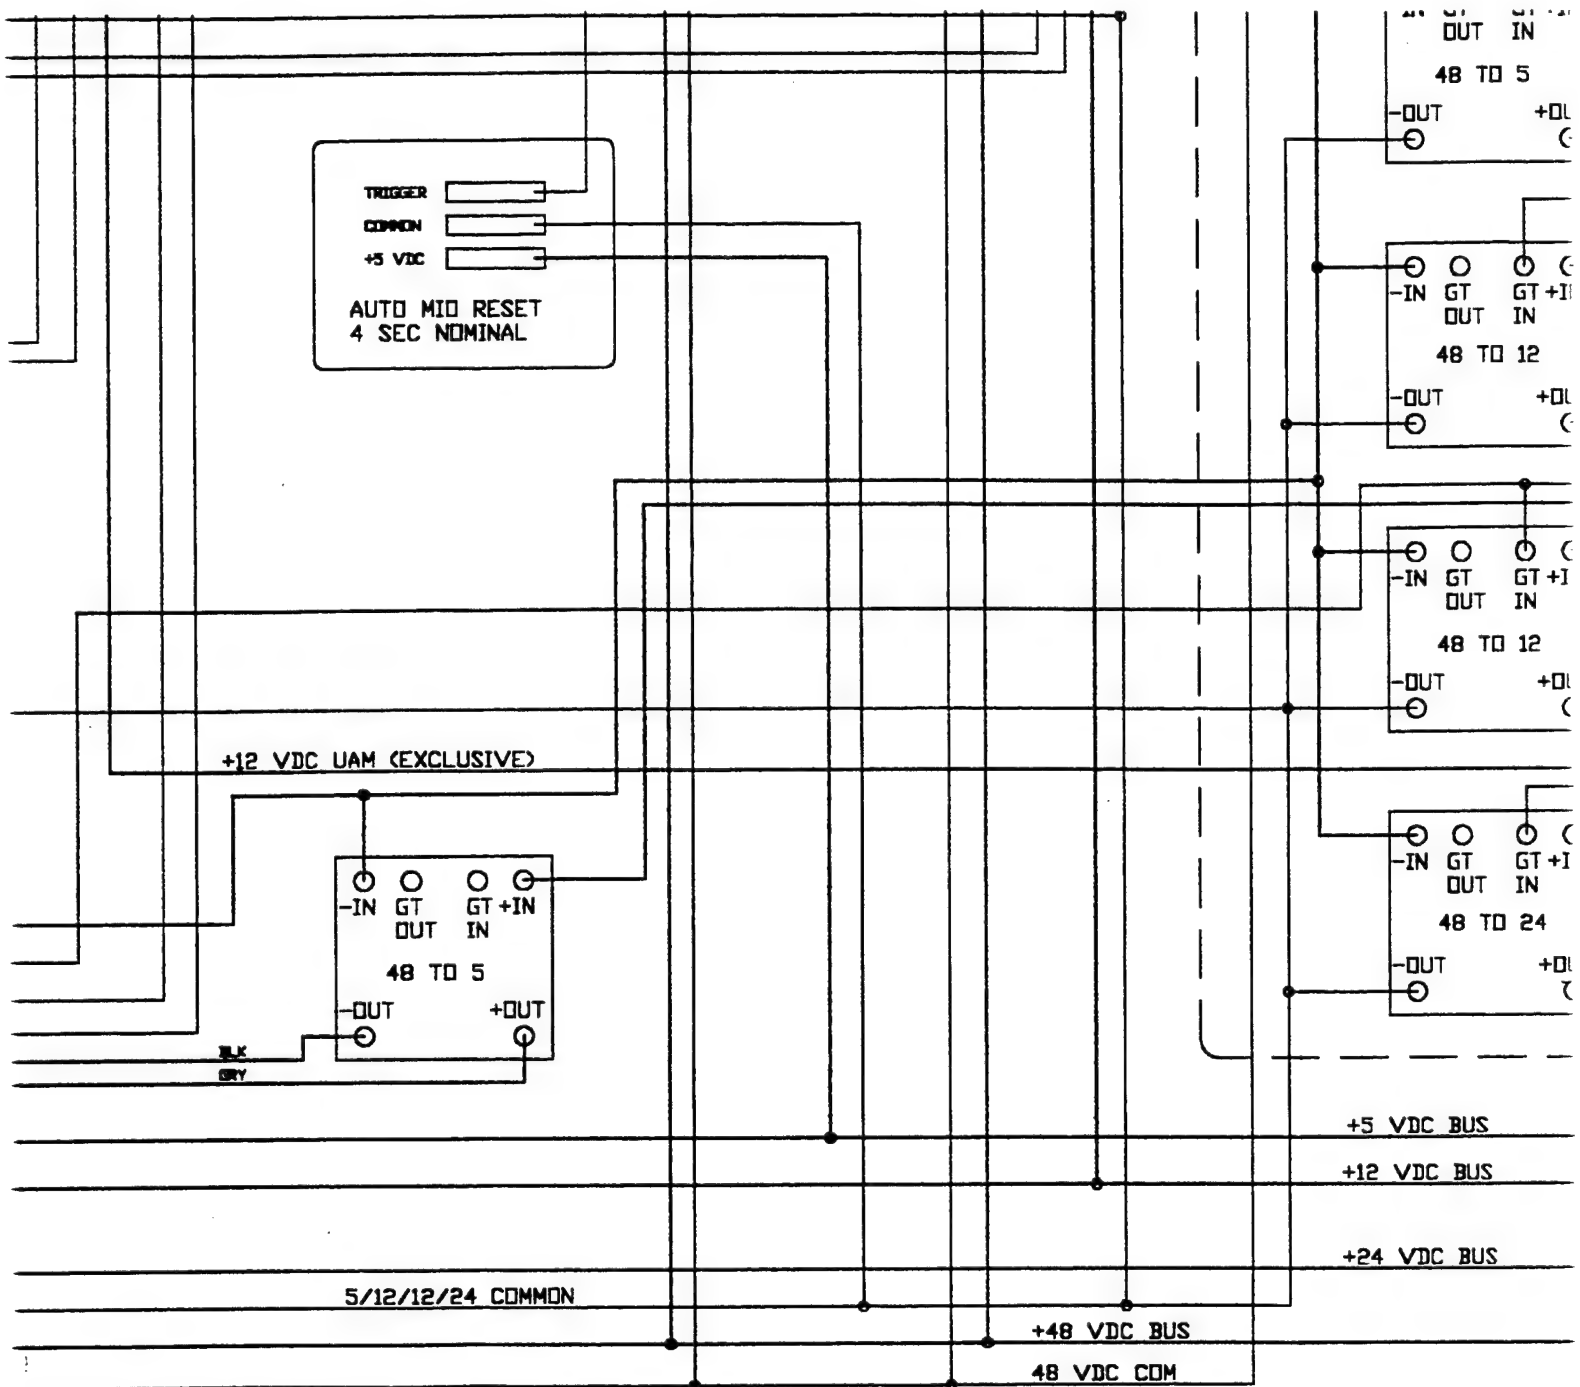 OUT IN
48 TO 5
-OUT
TRIGGER
COMMON
+5 VDC
AUTO MIO RESET
4 SEC NOMINAL
-IN GT GT +I
OUT IN
48 TO 12
-OUT
-IN GT GT +I
OUT IN
48 TO 12
-OUT
+12 VDC UAM (EXCLUSIVE)
-IN GT GT +I
OUT IN
48 TO 24
-OUT
-IN GT GT +IN
OUT IN
48 TO 5
-OUT +OUT
BLK
GRY
+5 VDC BUS
+12 VDC BUS
+24 VDC BUS
5/12/12/24 COMMON
+48 VDC BUS
48 VDC COM